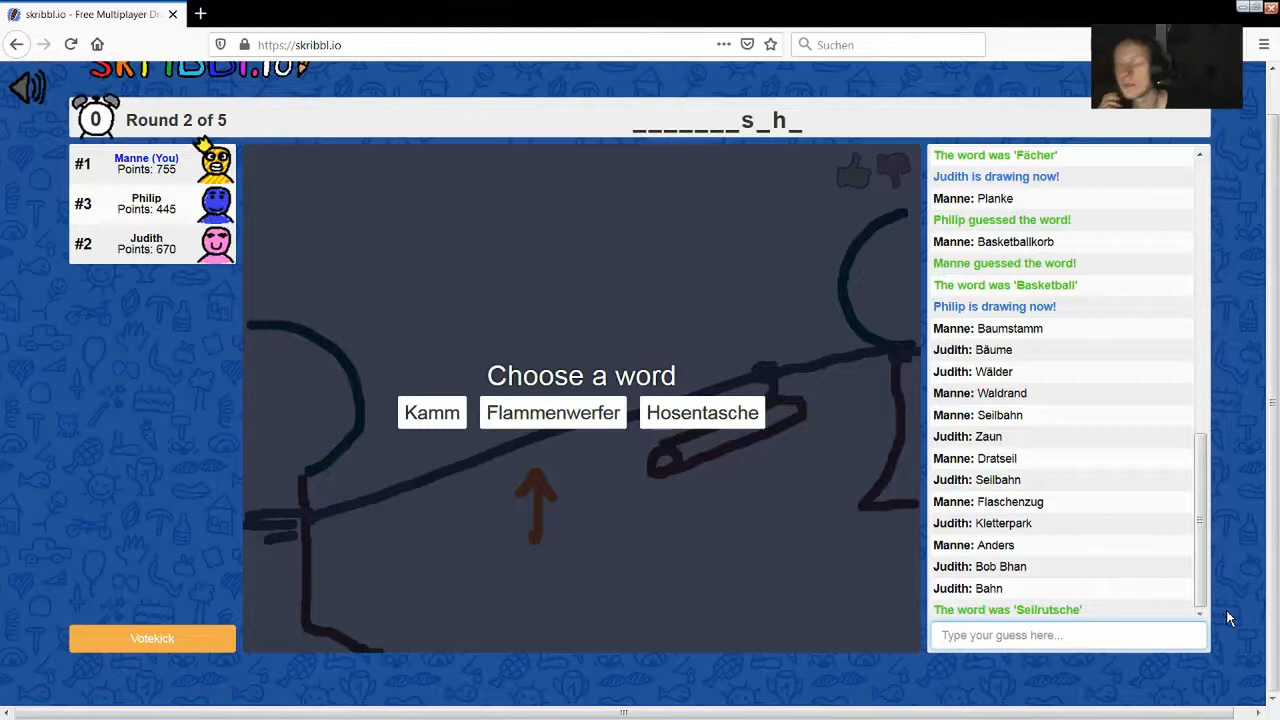 skribbl.io - Free Multiplayer Dr
https://skribbl.io
Suchen
SKRIBBL.IO
0
Round 2 of 5
_______s_h_
#1
Manne (You)
Points: 755
#3
Philip
Points: 445
#2
Judith
Points: 670
Votekick
Choose a word
Kamm
Flammenwerfer
Hosentasche
The word was 'Fächer'
Judith is drawing now!
Manne: Planke
Philip guessed the word!
Manne: Basketballkorb
Manne guessed the word!
The word was 'Basketball'
Philip is drawing now!
Manne: Baumstamm
Judith: Bäume
Judith: Wälder
Manne: Waldrand
Manne: Seilbahn
Judith: Zaun
Manne: Dratseil
Judith: Seilbahn
Manne: Flaschenzug
Judith: Kletterpark
Manne: Anders
Judith: Bob Bhan
Judith: Bahn
The word was 'Seilrutsche'
Type your guess here...